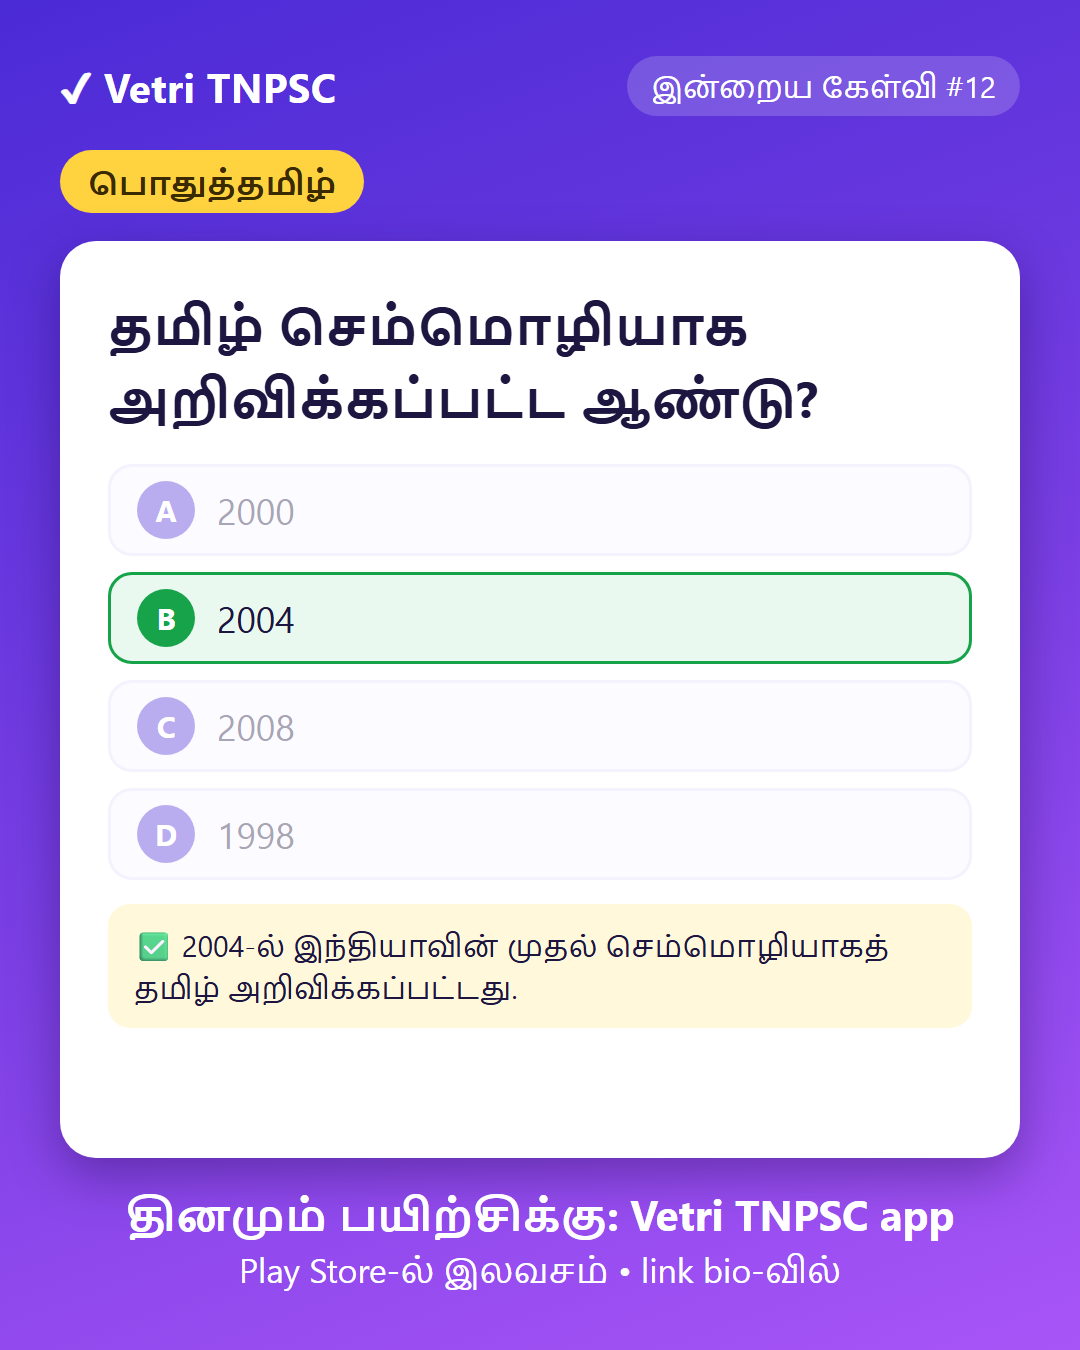 ✓ Vetri TNPSC
இன்றைய கேள்வி #12
பொதுத்தமிழ்
தமிழ் செம்மொழியாக
அறிவிக்கப்பட்ட ஆண்டு?
A 2000
B 2004
C 2008
D 1998
✅ 2004-ல் இந்தியாவின் முதல் செம்மொழியாகத்
தமிழ் அறிவிக்கப்பட்டது.
தினமும் பயிற்சிக்கு: Vetri TNPSC app
Play Store-ல் இலவசம் • link bio-வில்